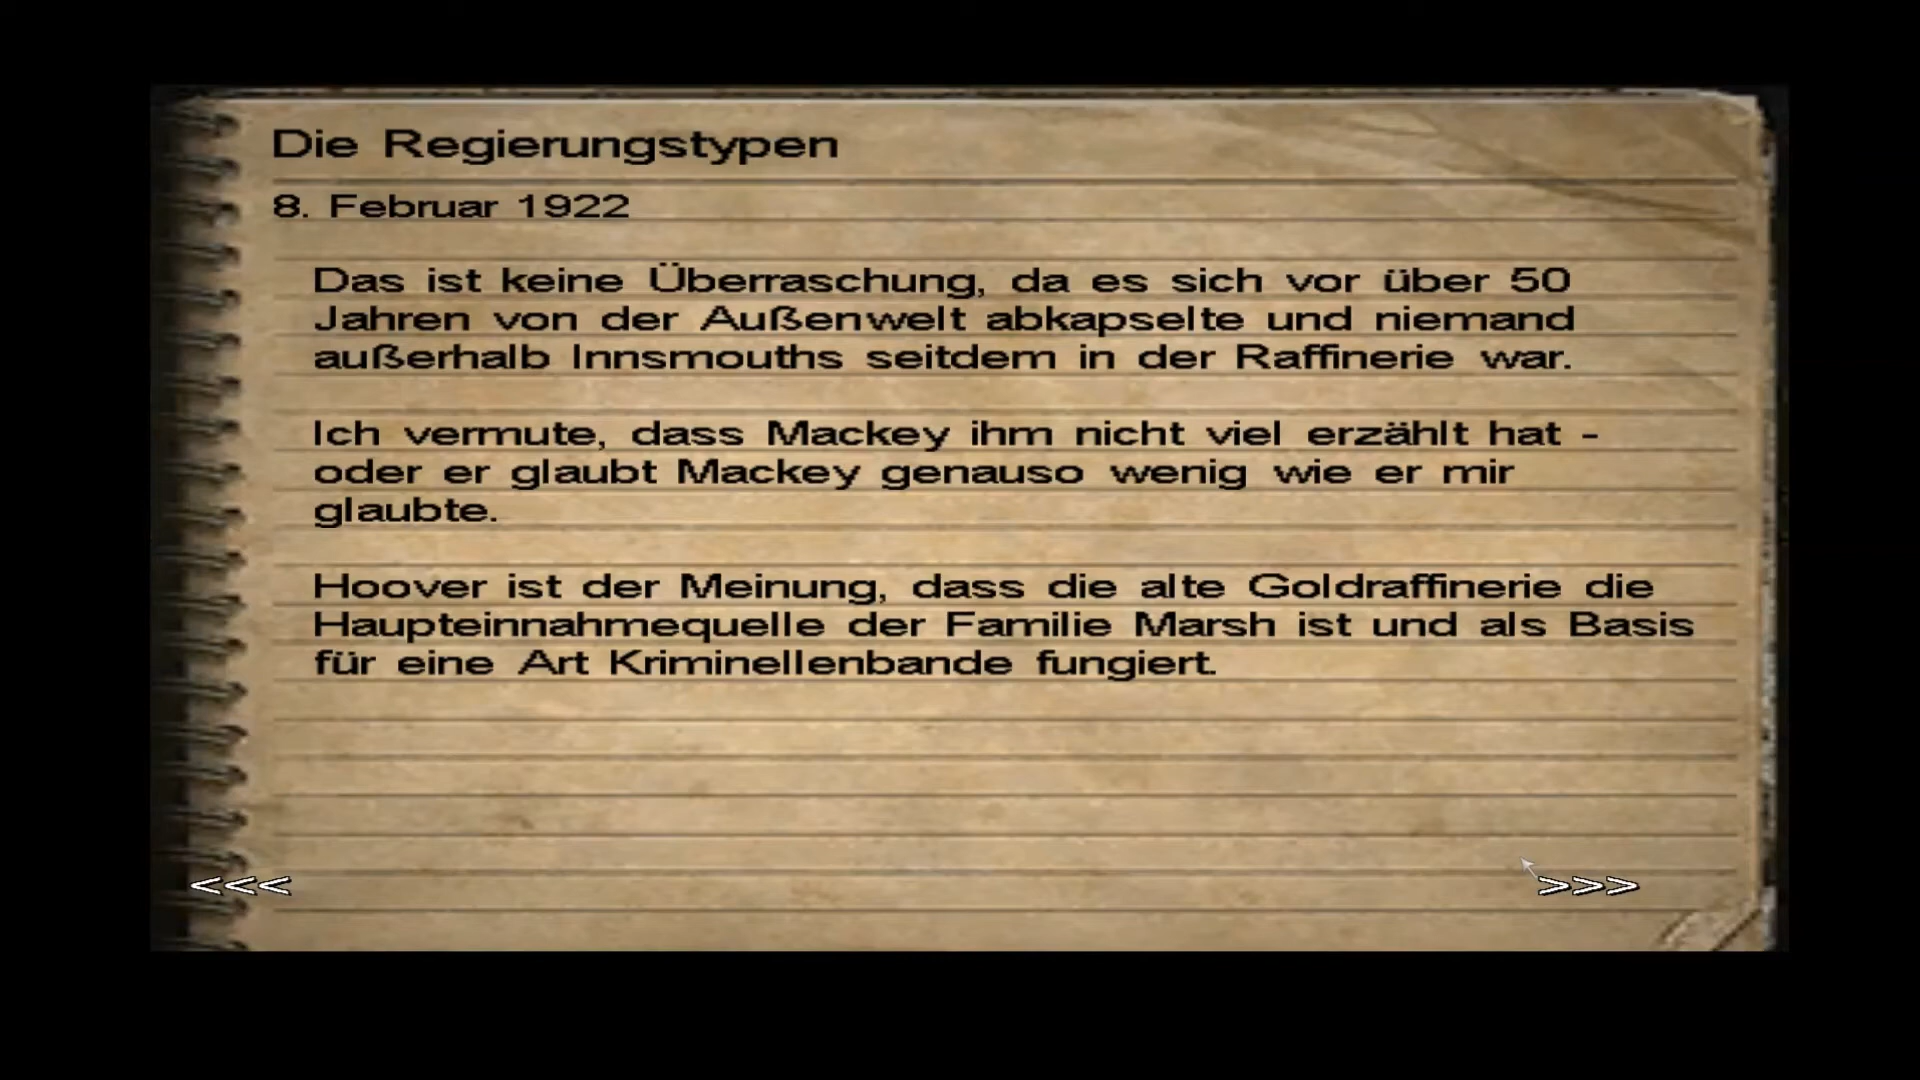 Die Regierungstypen
8. Februar 1922
Das ist keine Überraschung, da es sich vor über 50
Jahren von der Außenwelt abkapselte und niemand
außerhalb Innsmouths seitdem in der Raffinerie war.
Ich vermute, dass Mackey ihm nicht viel erzählt hat -
oder er glaubt Mackey genauso wenig wie er mir
glaubte.
Hoover ist der Meinung, dass die alte Goldraffinerie die
Haupteinnahmequelle der Familie Marsh ist und als Basis
für eine Art Kriminellenbande fungiert.
<<< >>>